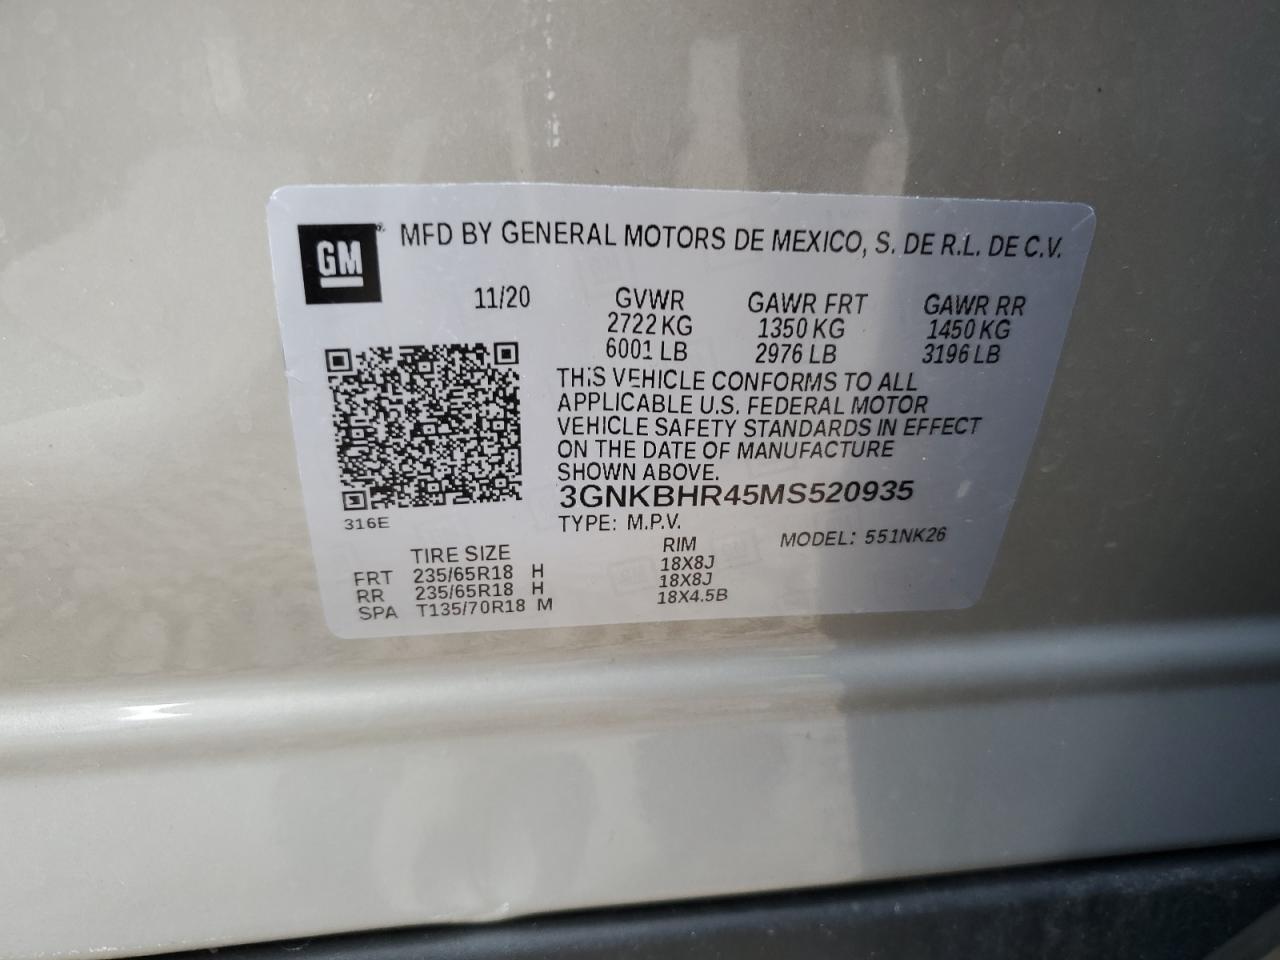 GM MFD BY GENERAL MOTORS DE MEXICO, S. DE R.L. DE C.V.
11/20 GVWR GAWR FRT GAWR RR
2722 KG 1350 KG 1450 KG
6001 LB 2976 LB 3196 LB
THIS VEHICLE CONFORMS TO ALL
APPLICABLE U.S. FEDERAL MOTOR
VEHICLE SAFETY STANDARDS IN EFFECT
ON THE DATE OF MANUFACTURE
SHOWN ABOVE.
3GNKBHR45MS520935
316E
TYPE: M.P.V. MODEL: 551NK26
TIRE SIZE RIM
FRT 235/65R18 H 18X8J
RR 235/65R18 H 18X8J
SPA T135/70R18 M 18X4.5B